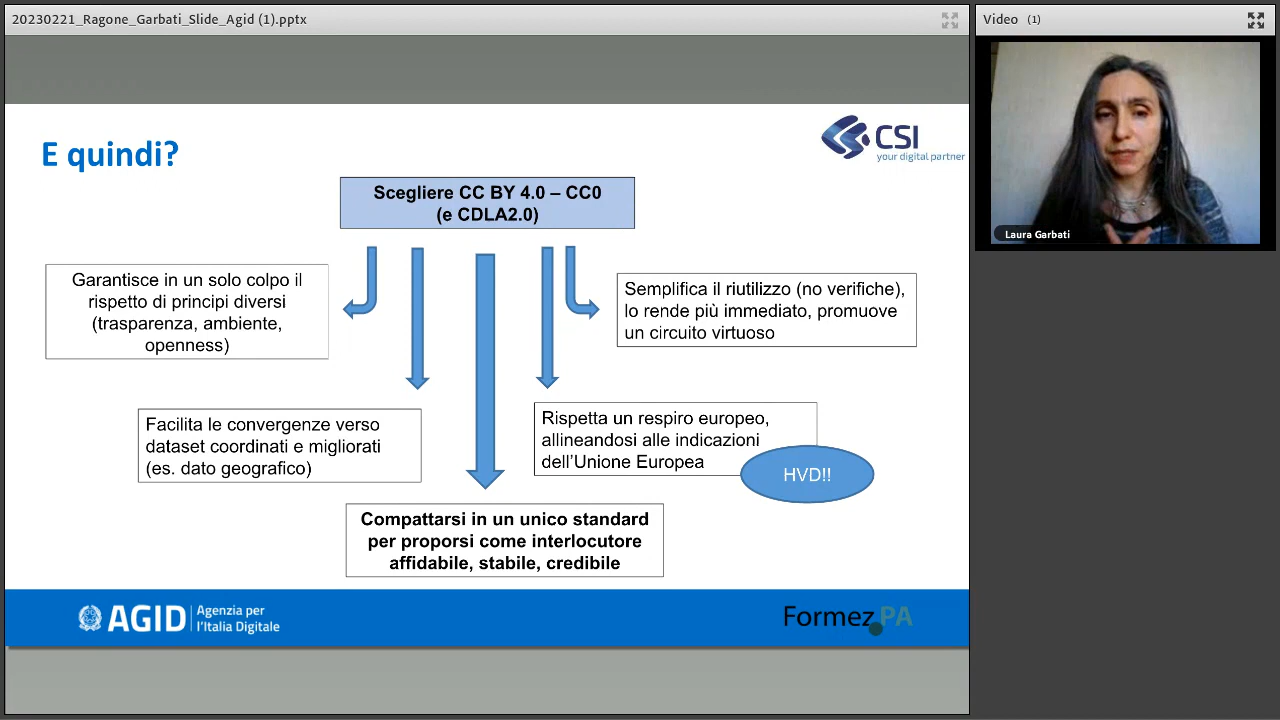 20230221_Ragone_Garbati_Slide_Agid (1).pptx
Video (1)
E quindi?
CSI
your digital partner
Laura Garbati
Scegliere CC BY 4.0 – CC0
(e CDLA2.0)
Garantisce in un solo colpo il
rispetto di principi diversi
(trasparenza, ambiente,
openness)
Semplifica il riutilizzo (no verifiche),
lo rende più immediato, promuove
un circuito virtuoso
Facilita le convergenze verso
dataset coordinati e migliorati
(es. dato geografico)
Rispetta un respiro europeo,
allineandosi alle indicazioni
dell’Unione Europea
HVD!!
Compattarsi in un unico standard
per proporsi come interlocutore
affidabile, stabile, credibile
AGID
Agenzia per
l’Italia Digitale
Formez PA